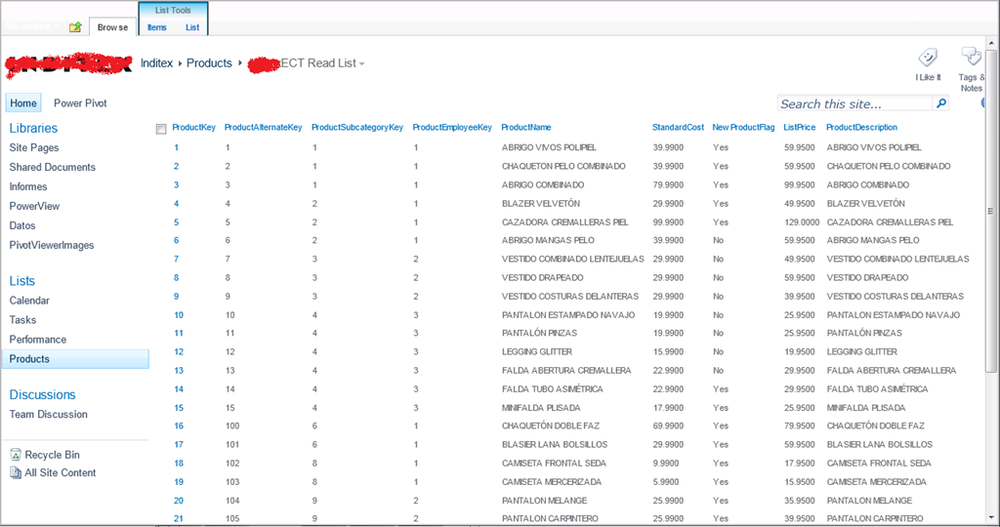 List Tools
Browse
Items List
Inditex ▸ Products ▸ ECT Read List
I Like It
Tags &
Notes
Home Power Pivot
Search this site...
Libraries
Site Pages
Shared Documents
Informes
PowerView
Datos
PivotViewerImages
Lists
Calendar
Tasks
Performance
Products
Discussions
Team Discussion
Recycle Bin
All Site Content
ProductKey ProductAlternateKey ProductSubcategoryKey ProductEmployeeKey ProductName StandardCost New ProductFlag ListPrice ProductDescription
1 1 1 1 ABRIGO VIVOS POLIPIEL 39.9900 Yes 59.9500 ABRIGO VIVOS POLIPIEL
2 2 1 1 CHAQUETON PELO COMBINADO 39.9900 Yes 59.9500 CHAQUETON PELO COMBINADO
3 3 1 1 ABRIGO COMBINADO 79.9900 Yes 99.9500 ABRIGO COMBINADO
4 4 2 1 BLAZER VELVETÓN 29.9900 Yes 49.9500 BLAZER VELVETÓN
5 5 2 1 CAZADORA CREMALLERAS PIEL 99.9900 Yes 129.0000 CAZADORA CREMALLERAS PIEL
6 6 2 1 ABRIGO MANGAS PELO 39.9900 No 59.9500 ABRIGO MANGAS PELO
7 7 3 2 VESTIDO COMBINADO LENTEJUELAS 29.9900 No 49.9500 VESTIDO COMBINADO LENTEJUELAS
8 8 3 2 VESTIDO DRAPEADO 29.9900 No 59.9500 VESTIDO DRAPEADO
9 9 3 2 VESTIDO COSTURAS DELANTERAS 29.9900 No 39.9500 VESTIDO COSTURAS DELANTERAS
10 10 4 3 PANTALON ESTAMPADO NAVAJO 19.9900 No 25.9500 PANTALON ESTAMPADO NAVAJO
11 11 4 3 PANTALÓN PINZAS 19.9900 No 25.9500 PANTALÓN PINZAS
12 12 4 3 LEGGING GLITTER 15.9900 No 19.9500 LEGGING GLITTER
13 13 4 3 FALDA ABERTURA CREMALLERA 22.9900 No 29.9500 FALDA ABERTURA CREMALLERA
14 14 4 3 FALDA TUBO ASIMÉTRICA 22.9900 Yes 29.9500 FALDA TUBO ASIMÉTRICA
15 15 4 3 MINIFALDA PLISADA 17.9900 Yes 25.9500 MINIFALDA PLISADA
16 100 6 1 CHAQUETÓN DOBLE FAZ 69.9900 Yes 79.9500 CHAQUETÓN DOBLE FAZ
17 101 6 1 BLASIER LANA BOLSILLOS 29.9900 Yes 59.9500 BLASIER LANA BOLSILLOS
18 102 8 1 CAMISETA FRONTAL SEDA 9.9900 Yes 17.9500 CAMISETA FRONTAL SEDA
19 103 8 1 CAMISETA MERCERIZADA 5.9900 Yes 15.9500 CAMISETA MERCERIZADA
20 104 9 2 PANTALON MELANGE 25.9900 Yes 35.9500 PANTALON MELANGE
21 105 9 2 PANTALON CARPINTERO 25.9900 Yes 39.9500 PANTALON CARPINTERO